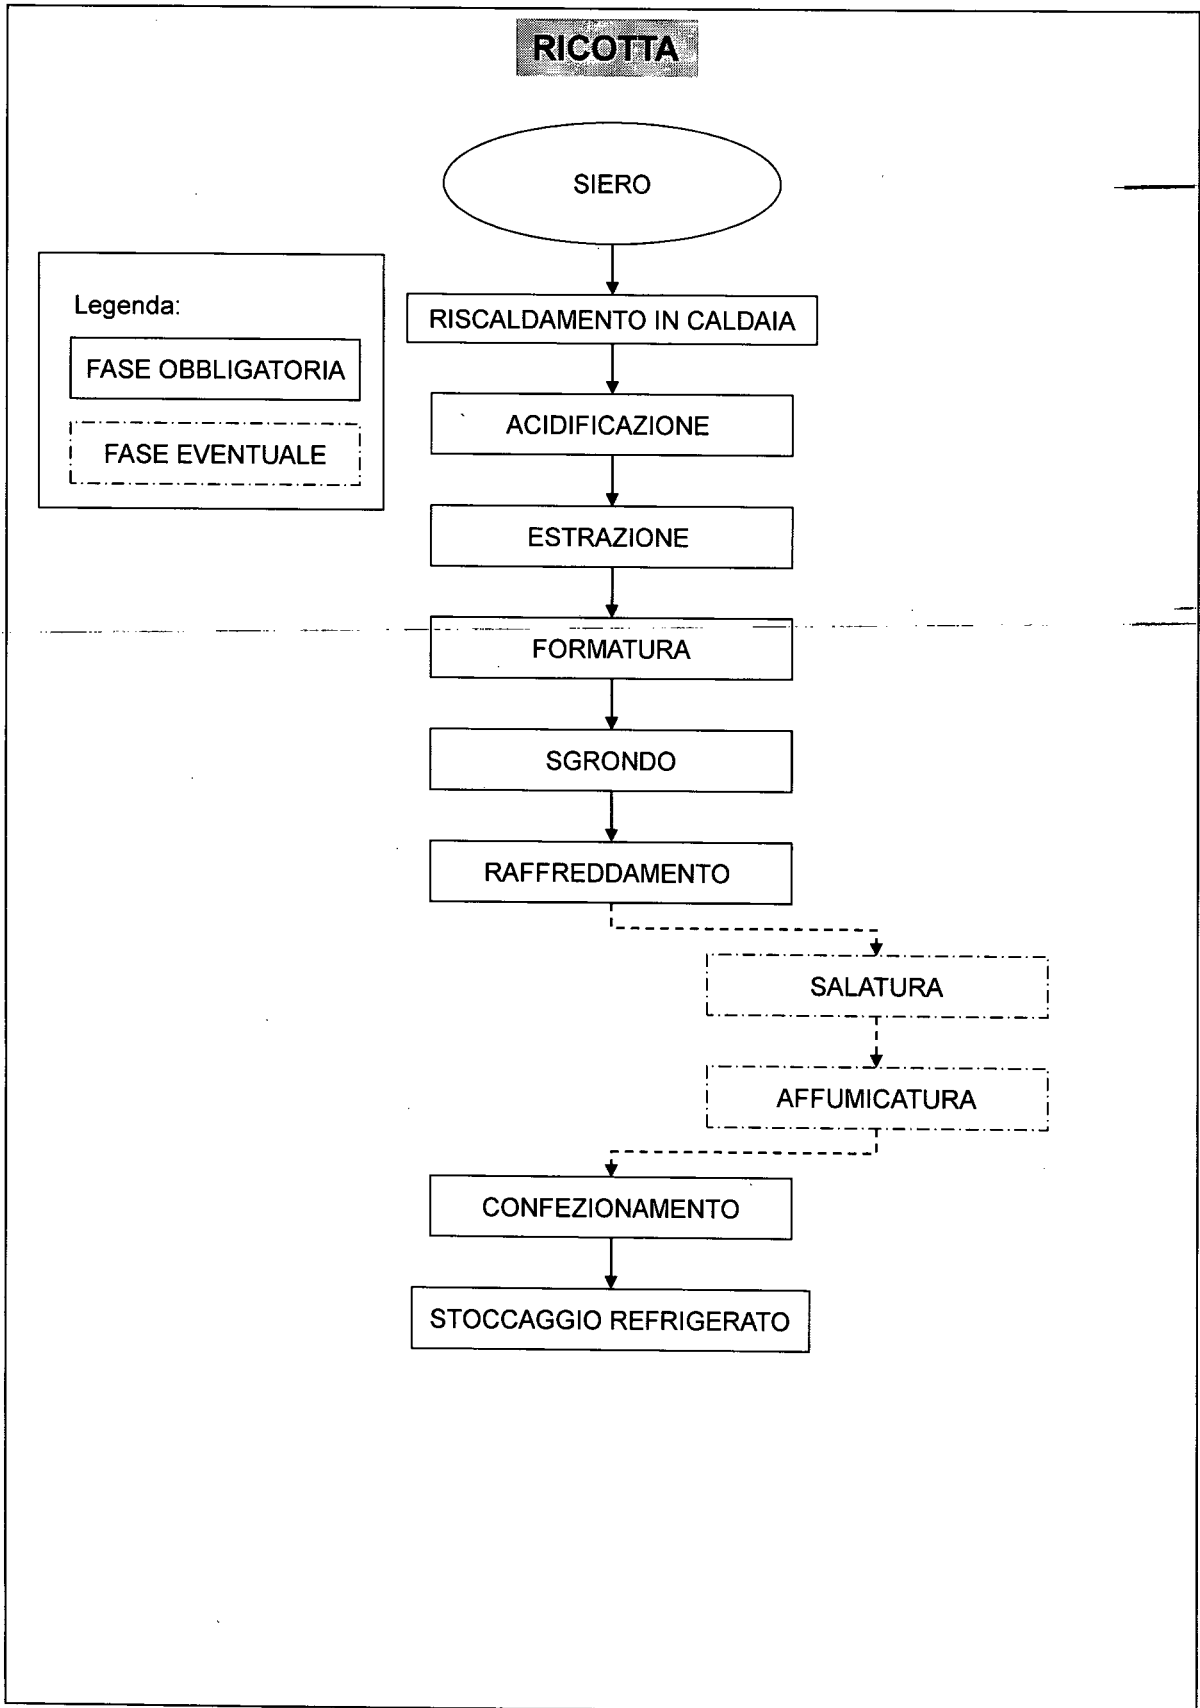 RICOTTA
SIERO
Legenda:
FASE OBBLIGATORIA
FASE EVENTUALE
RISCALDAMENTO IN CALDAIA
ACIDIFICAZIONE
ESTRAZIONE
FORMATURA
SGRONDO
RAFFREDDAMENTO
SALATURA
AFFUMICATURA
CONFEZIONAMENTO
STOCCAGGIO REFRIGERATO